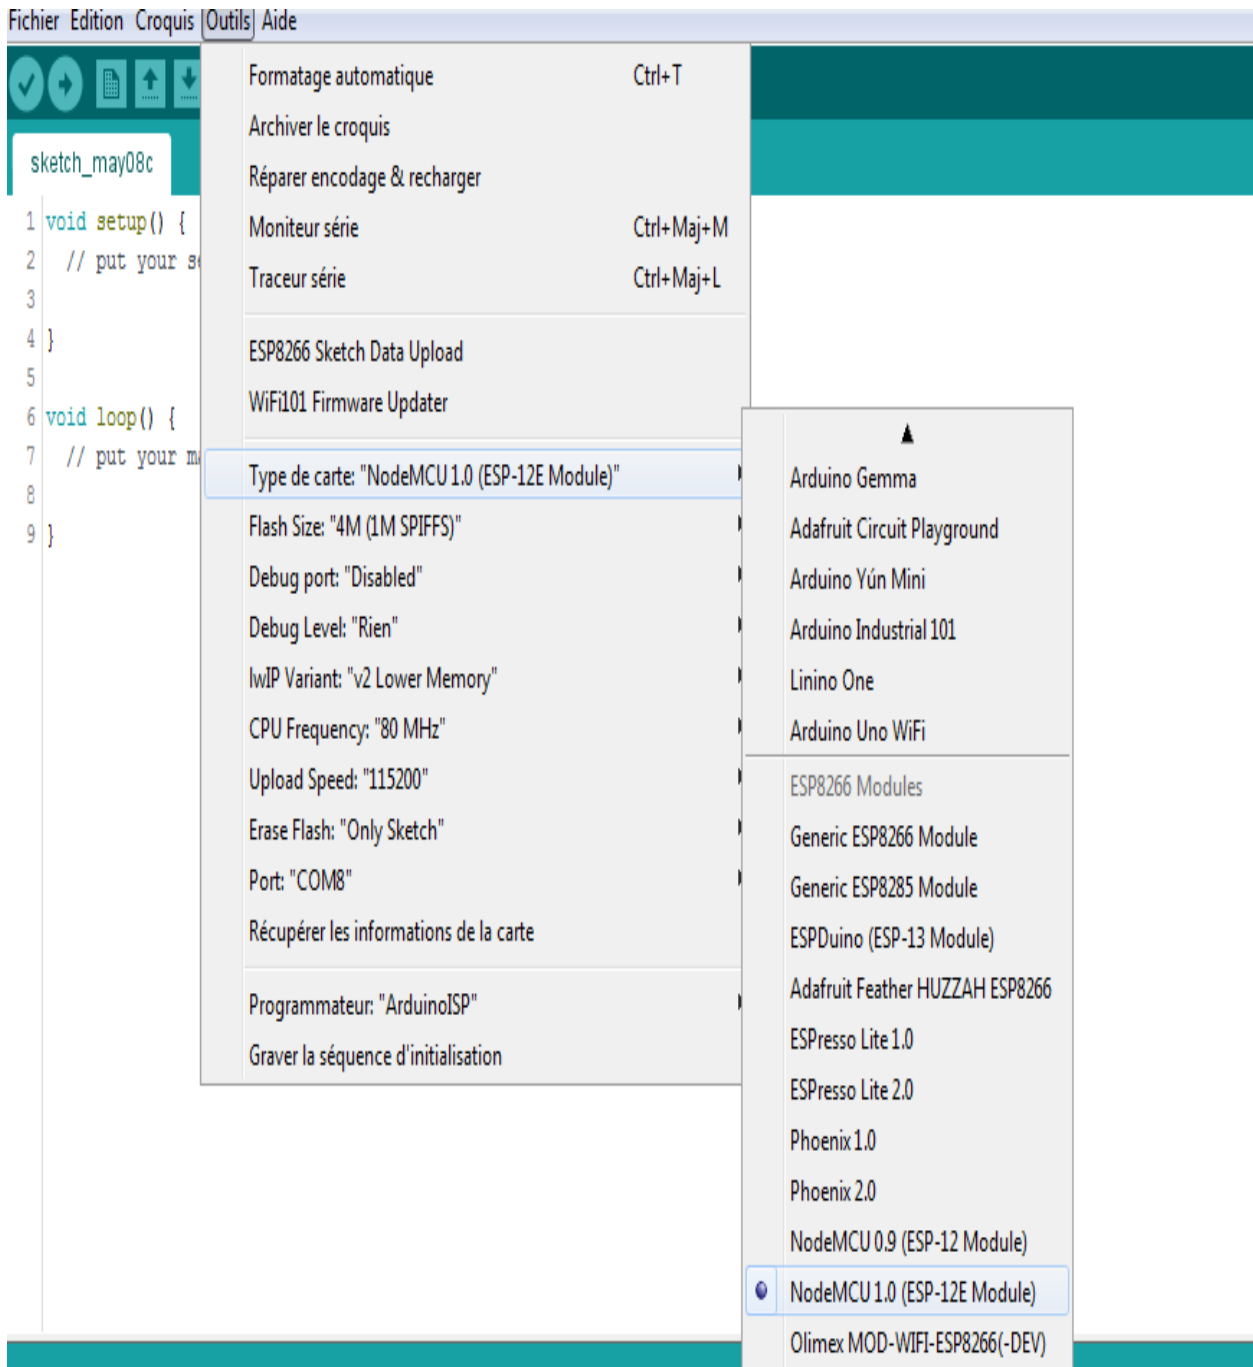 Fichier Edition Croquis Outils Aide
sketch_may08c
1 void setup() {
2 // put your se
3
4 }
5
6 void loop() {
7 // put your ma
8
9 }
Formatage automatique Ctrl+T
Archiver le croquis
Réparer encodage & recharger
Moniteur série Ctrl+Maj+M
Traceur série Ctrl+Maj+L
ESP8266 Sketch Data Upload
WiFi101 Firmware Updater
Type de carte: "NodeMCU 1.0 (ESP-12E Module)"
Flash Size: "4M (1M SPIFFS)"
Debug port: "Disabled"
Debug Level: "Rien"
lwIP Variant: "v2 Lower Memory"
CPU Frequency: "80 MHz"
Upload Speed: "115200"
Erase Flash: "Only Sketch"
Port: "COM8"
Récupérer les informations de la carte
Programmateur: "ArduinoISP"
Graver la séquence d'initialisation
Arduino Gemma
Adafruit Circuit Playground
Arduino Yún Mini
Arduino Industrial 101
Linino One
Arduino Uno WiFi
ESP8266 Modules
Generic ESP8266 Module
Generic ESP8285 Module
ESPDuino (ESP-13 Module)
Adafruit Feather HUZZAH ESP8266
ESPresso Lite 1.0
ESPresso Lite 2.0
Phoenix 1.0
Phoenix 2.0
NodeMCU 0.9 (ESP-12 Module)
NodeMCU 1.0 (ESP-12E Module)
Olimex MOD-WIFI-ESP8266(-DEV)